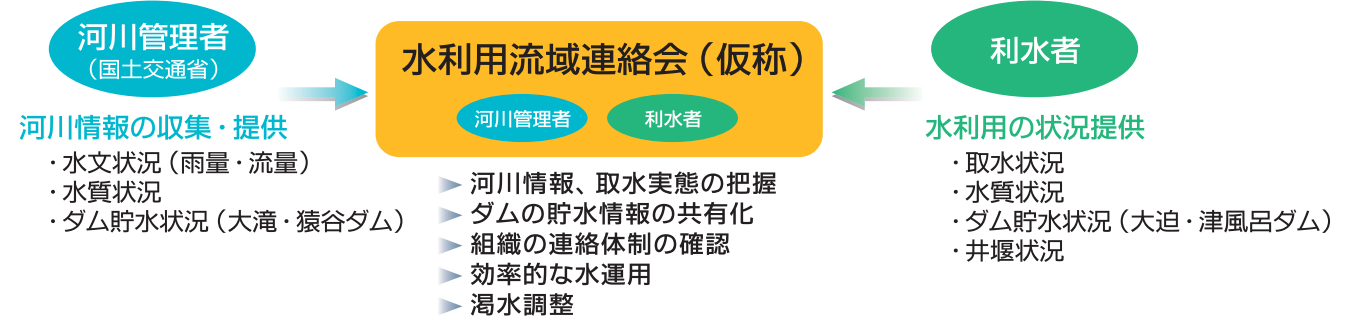 河川管理者
（国土交通省）
河川情報の収集・提供
・水文状況（雨量・流量）
・水質状況
・ダム貯水状況（大滝・猿谷ダム）
水利用流域連絡会（仮称）
河川管理者
利水者
河川情報、取水実態の把握
ダムの貯水情報の共有化
組織の連絡体制の確認
効率的な水運用
渇水調整
利水者
水利用の状況提供
・取水状況
・水質状況
・ダム貯水状況（大迫・津風呂ダム）
・井堰状況